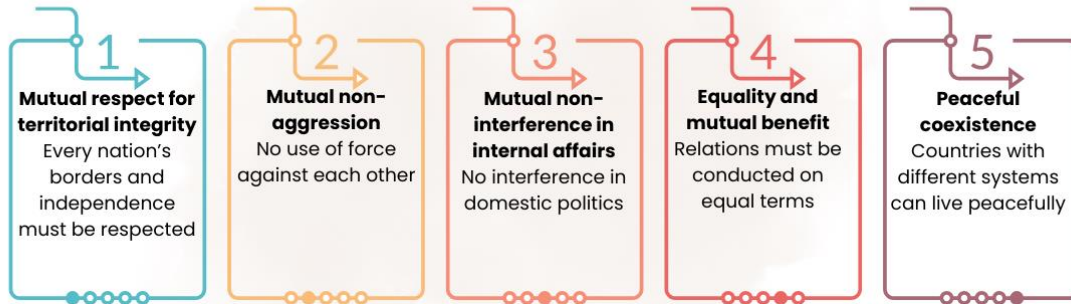 1
Mutual respect for
territorial integrity
Every nation's
borders and
independence
must be respected
2
Mutual non-
aggression
No use of force
against each other
3
Mutual non-
interference in
internal affairs
No interference in
domestic politics
4
Equality and
mutual benefit
Relations must be
conducted on
equal terms
5
Peaceful
coexistence
Countries with
different systems
can live peacefully